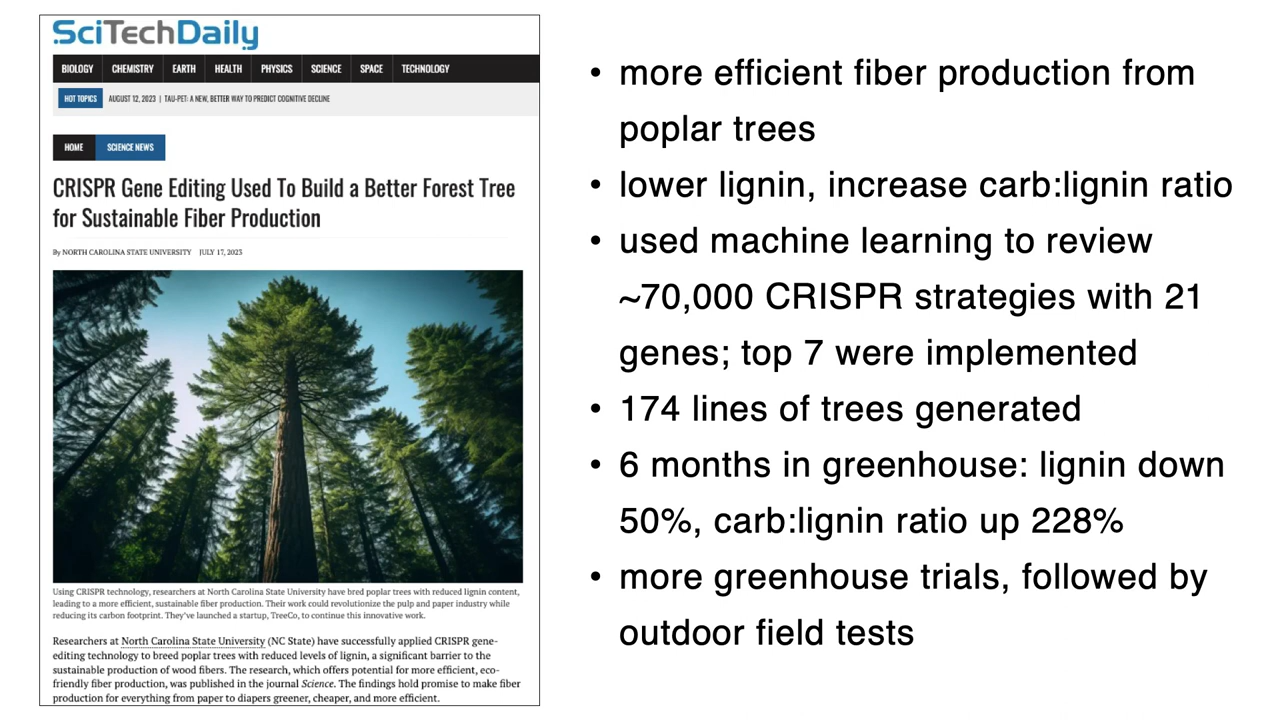 SciTechDaily
BIOLOGY CHEMISTRY EARTH HEALTH PHYSICS SCIENCE SPACE TECHNOLOGY
HOT TOPICS AUGUST 12, 2023 | TAU-PET: A NEW, BETTER WAY TO PREDICT COGNITIVE DECLINE
HOME SCIENCE NEWS
CRISPR Gene Editing Used To Build a Better Forest Tree
for Sustainable Fiber Production
By NORTH CAROLINA STATE UNIVERSITY JULY 17, 2023
Using CRISPR technology, researchers at North Carolina State University have bred poplar trees with reduced lignin content,
leading to a more efficient, sustainable fiber production. Their work could revolutionize the pulp and paper industry while
reducing its carbon footprint. They've launched a startup, TreeCo, to continue this innovative work.
Researchers at North Carolina State University (NC State) have successfully applied CRISPR gene-
editing technology to breed poplar trees with reduced levels of lignin, a significant barrier to the
sustainable production of wood fibers. The research, which offers potential for more efficient, eco-
friendly fiber production, was published in the journal Science. The findings hold promise to make fiber
production for everything from paper to diapers greener, cheaper, and more efficient.
• more efficient fiber production from
poplar trees
• lower lignin, increase carb:lignin ratio
• used machine learning to review
~70,000 CRISPR strategies with 21
genes; top 7 were implemented
• 174 lines of trees generated
• 6 months in greenhouse: lignin down
50%, carb:lignin ratio up 228%
• more greenhouse trials, followed by
outdoor field tests